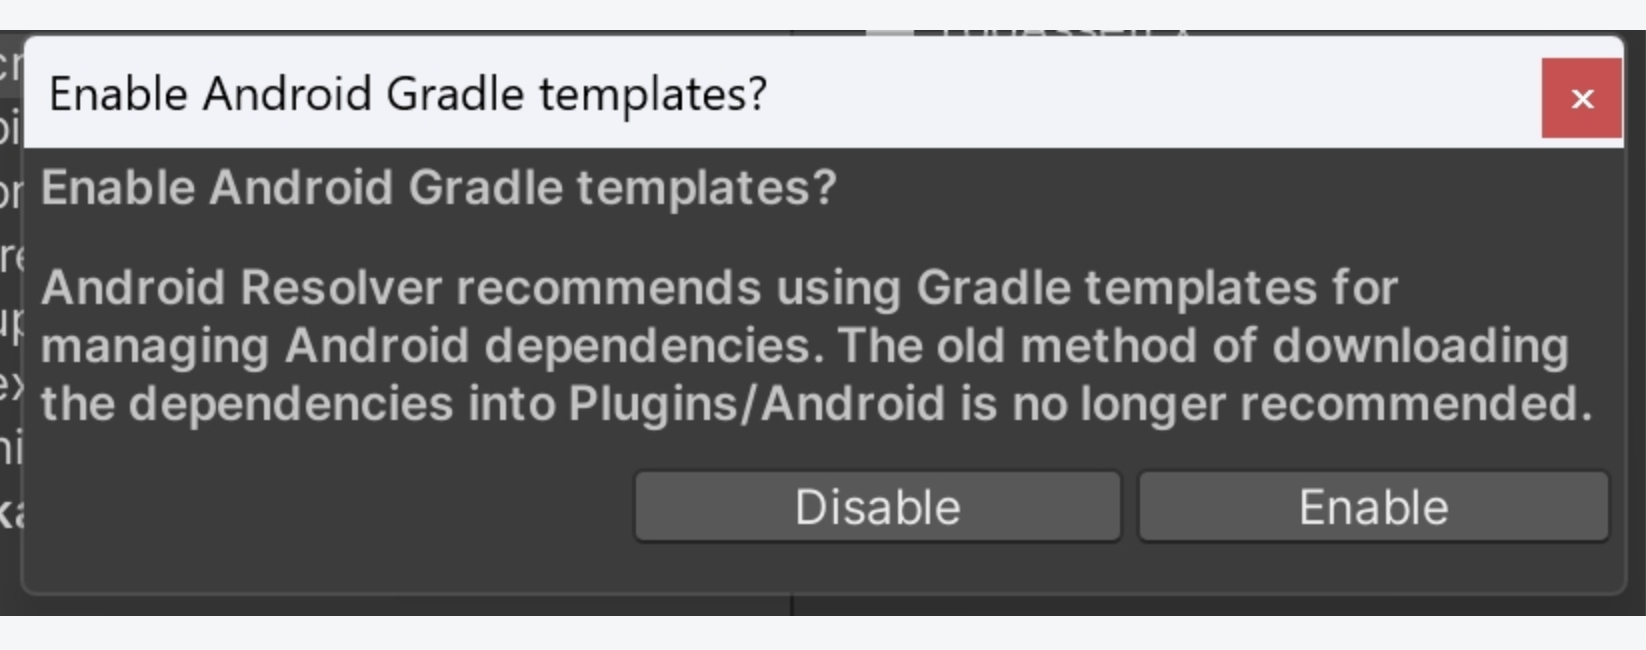 Enable Android Gradle templates?
x
Enable Android Gradle templates?
Android Resolver recommends using Gradle templates for
managing Android dependencies. The old method of downloading
the dependencies into Plugins/Android is no longer recommended.
Disable
Enable